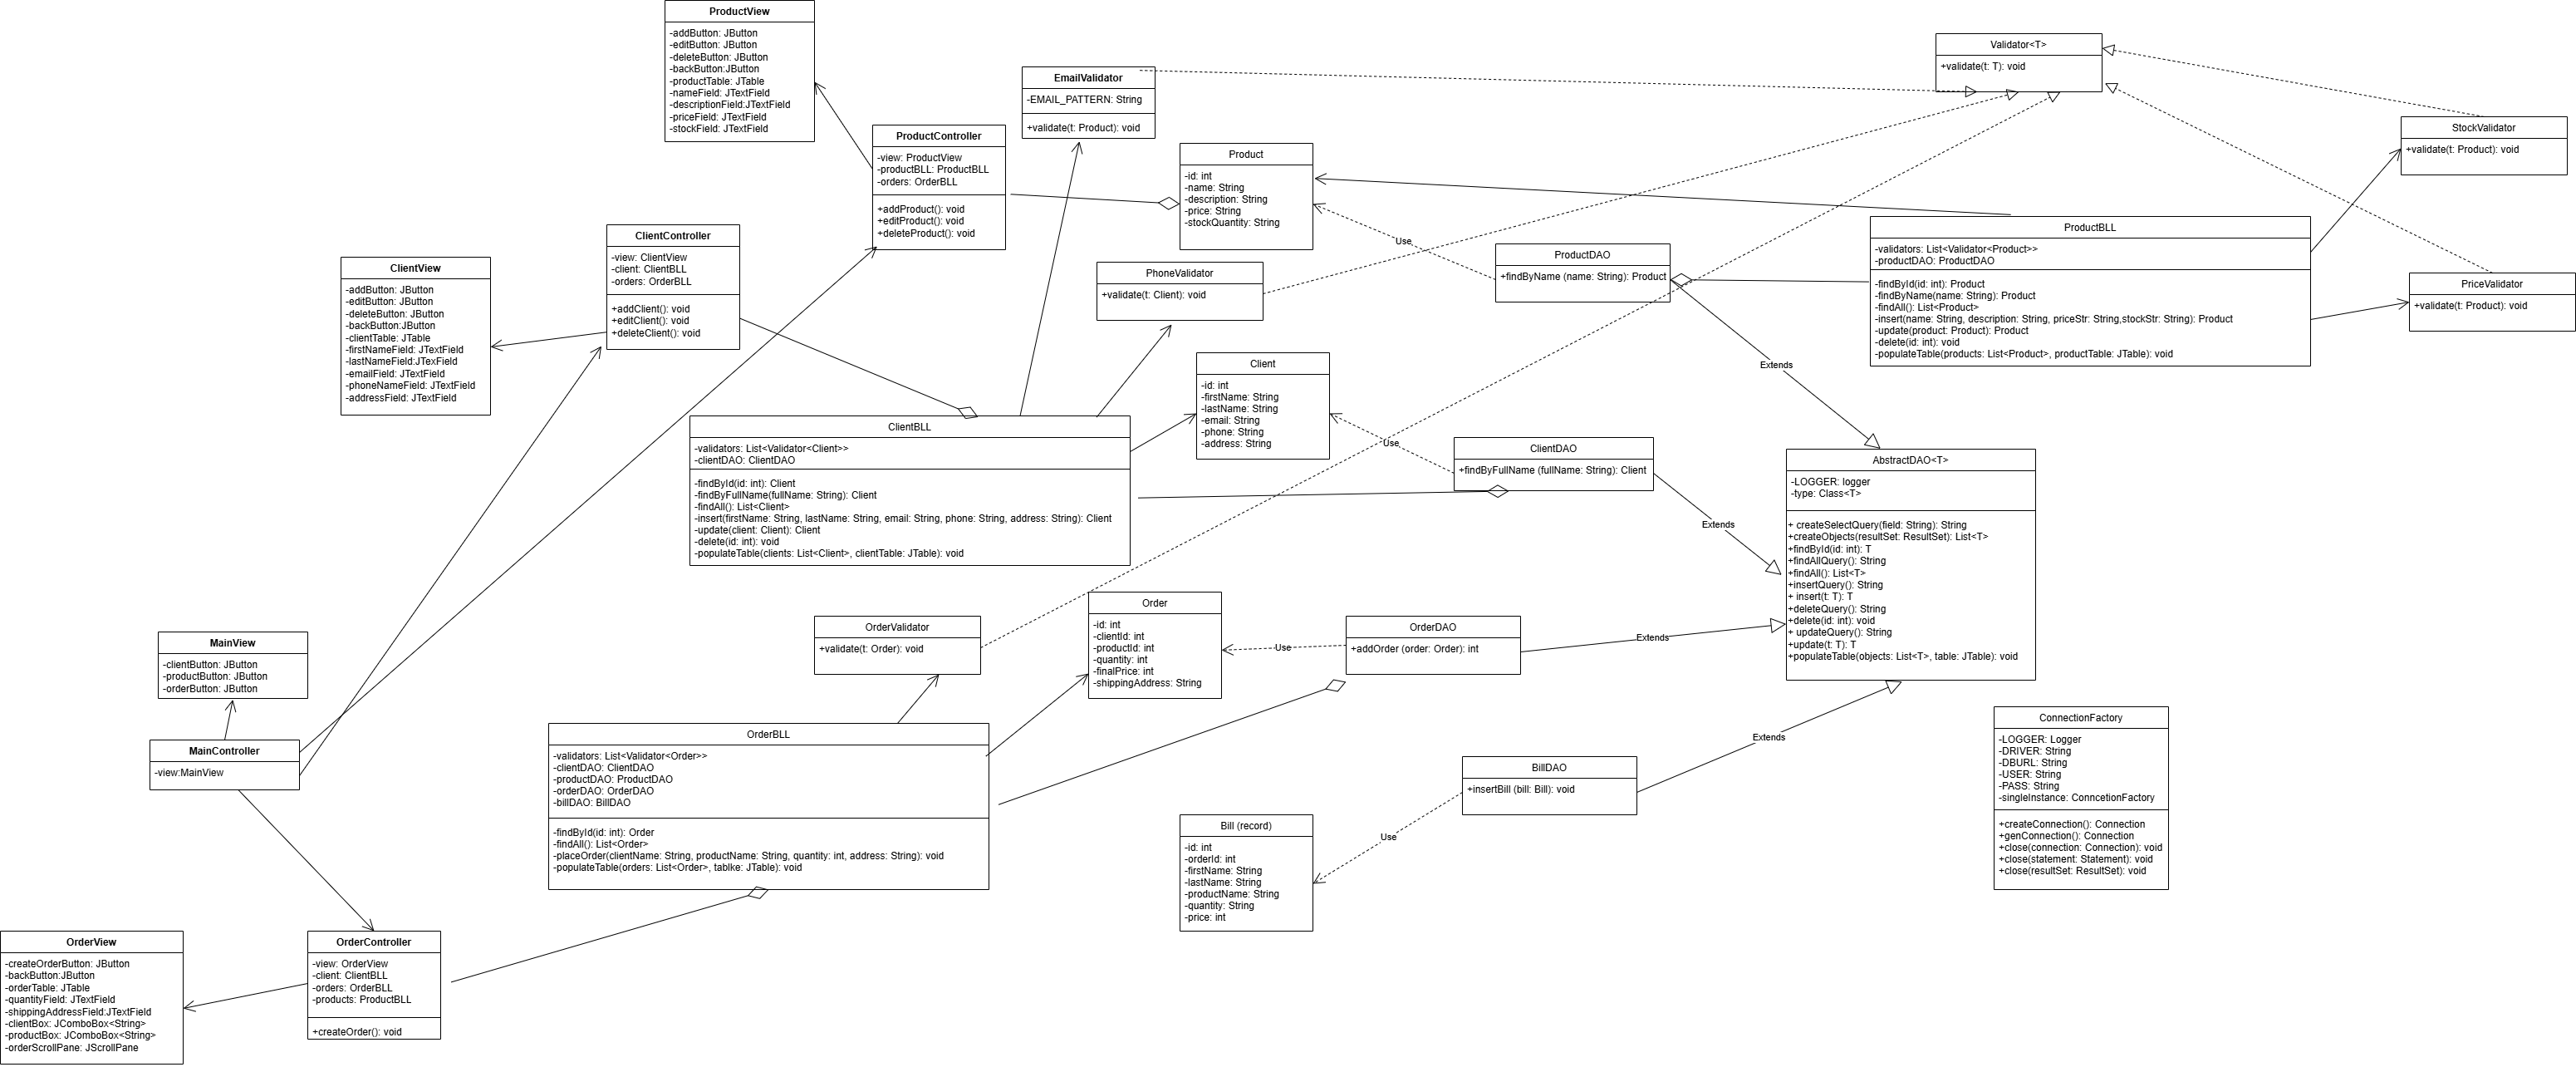 ProductView
-addButton: JButton
-editButton: JButton
-deleteButton: JButton
-backButton:JButton
-productTable: JTable
-nameField: JTextField
-descriptionField:JTextField
-priceField: JTextField
-stockField: JTextField
EmailValidator
-EMAIL_PATTERN: String
+validate(t: Product): void
Validator<T>
+validate(t: T): void
StockValidator
+validate(t: Product): void
ProductController
-view: ProductView
-productBLL: ProductBLL
-orders: OrderBLL
+addProduct(): void
+editProduct(): void
+deleteProduct(): void
Product
-id: int
-name: String
-description: String
-price: String
-stockQuantity: String
Use
ProductDAO
+findByName (name: String): Product
ProductBLL
-validators: List<Validator<Product>>
-productDAO: ProductDAO
-findById(id: int): Product
-findByName(name: String): Product
-findAll(): List<Product>
-insert(name: String, description: String, priceStr: String,stockStr: String): Product
-update(product: Product): Product
-delete(id: int): void
-populateTable(products: List<Product>, productTable: JTable): void
PriceValidator
+validate(t: Product): void
ClientController
-view: ClientView
-client: ClientBLL
-orders: OrderBLL
+addClient(): void
+editClient(): void
+deleteClient(): void
ClientView
-addButton: JButton
-editButton: JButton
-deleteButton: JButton
-backButton:JButton
-clientTable: JTable
-firstNameField: JTextField
-lastNameField:JTexField
-emailField: JTextField
-phoneNameField: JTextField
-addressField: JTextField
PhoneValidator
+validate(t: Client): void
Client
-id: int
-firstName: String
-lastName: String
-email: String
-phone: String
-address: String
Extends
ClientBLL
-validators: List<Validator<Client>>
-clientDAO: ClientDAO
-findById(id: int): Client
-findByFullName(fullName: String): Client
-findAll(): List<Client>
-insert(firstName: String, lastName: String, email: String, phone: String, address: String): Client
-update(client: Client): Client
-delete(id: int): void
-populateTable(clients: List<Client>, clientTable: JTable): void
Use
ClientDAO
+findByFullName (fullName: String): Client
Extends
AbstractDAO<T>
-LOGGER: logger
-type: Class<T>
+ createSelectQuery(field: String): String
+createObjects(resultSet: ResultSet): List<T>
+findById(id: int): T
+findAllQuery(): String
+findAll(): List<T>
+insertQuery(): String
+ insert(t: T): T
+deleteQuery(): String
+delete(id: int): void
+ updateQuery(): String
+update(t: T): T
+populateTable(objects: List<T>, table: JTable): void
OrderValidator
+validate(t: Order): void
Order
-id: int
-clientId: int
-productId: int
-quantity: int
-finalPrice: int
-shippingAddress: String
Use
OrderDAO
+addOrder (order: Order): int
Extends
MainView
-clientButton: JButton
-productButton: JButton
-orderButton: JButton
MainController
-view:MainView
OrderBLL
-validators: List<Validator<Order>>
-clientDAO: ClientDAO
-productDAO: ProductDAO
-orderDAO: OrderDAO
-billDAO: BillDAO
-findById(id: int): Order
-findAll(): List<Order>
-placeOrder(clientName: String, productName: String, quantity: int, address: String): void
-populateTable(orders: List<Order>, tablke: JTable): void
BillDAO
+insertBill (bill: Bill): void
Extends
Use
Bill (record)
-id: int
-orderId: int
-firstName: String
-lastName: String
-productName: String
-quantity: String
-price: int
ConnectionFactory
-LOGGER: Logger
-DRIVER: String
-DBURL: String
-USER: String
-PASS: String
-singleInstance: ConncetionFactory
+createConnection(): Connection
+genConnection(): Connection
+close(connection: Connection): void
+close(statement: Statement): void
+close(resultSet: ResultSet): void
OrderView
-createOrderButton: JButton
-backButton:JButton
-orderTable: JTable
-quantityField: JTextField
-shippingAddressField:JTextField
-clientBox: JComboBox<String>
-productBox: JComboBox<String>
-orderScrollPane: JScrollPane
OrderController
-view: OrderView
-client: ClientBLL
-orders: OrderBLL
-products: ProductBLL
+createOrder(): void